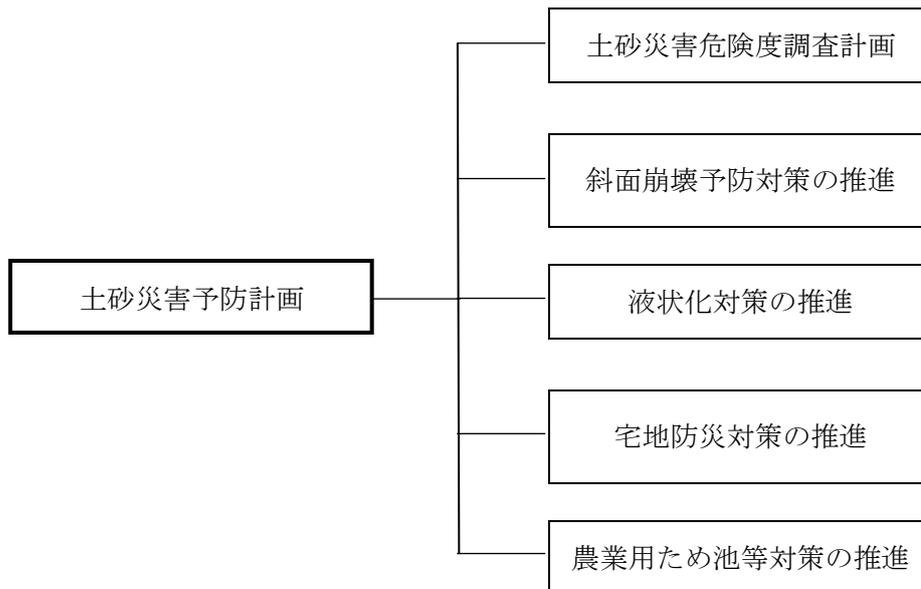 土砂災害危険度調査計画
斜面崩壊予防対策の推進
土砂災害予防計画
液状化対策の推進
宅地防災対策の推進
農業用ため池等対策の推進